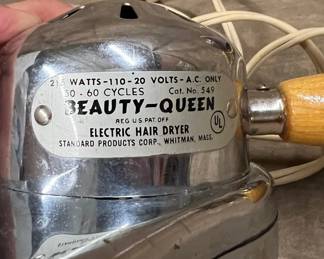 WATTS-110-20 VOLTS-A.C. ONLY
50-60 CYCLES Cat. No. 549
BEAUTY-QUEEN
REG U.S. PAT. OFF
ELECTRIC HAIR DRYER
UL
STANDARD PRODUCTS CORP., WHITMAN, MASS.